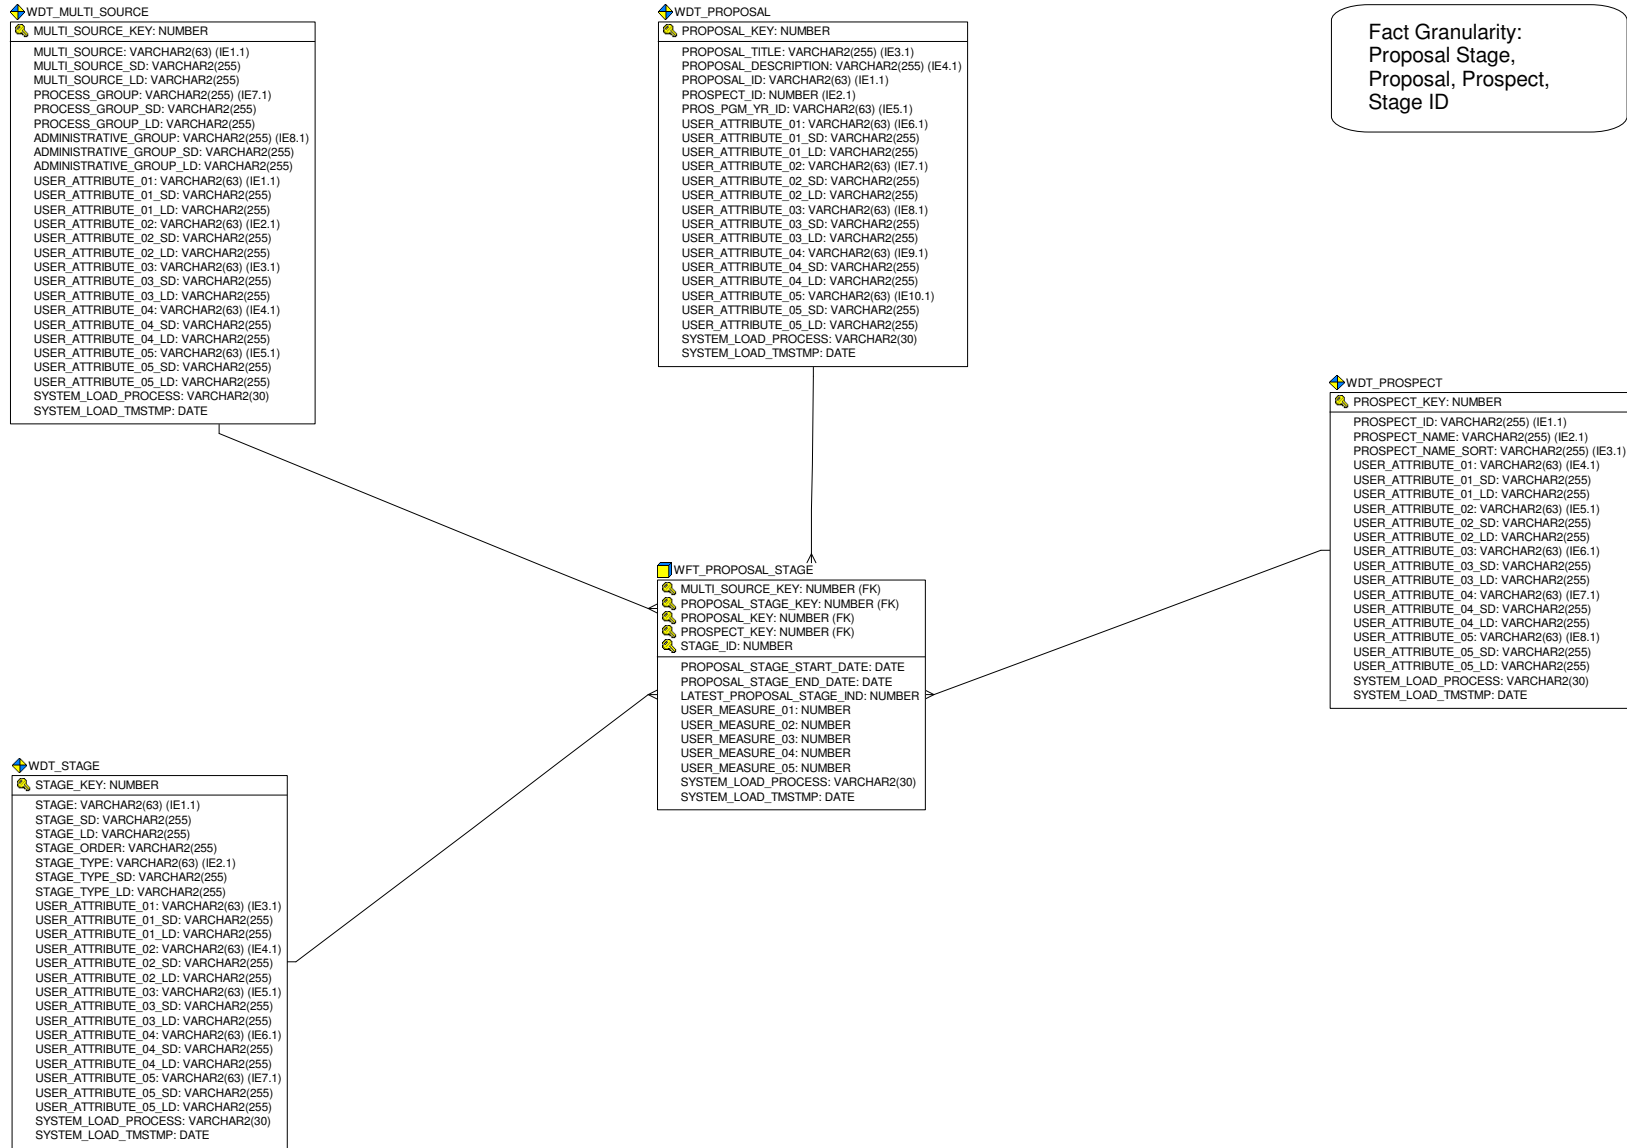 WDT_MULTI_SOURCE
MULTI_SOURCE_KEY: NUMBER
MULTI_SOURCE: VARCHAR2(63) (IE1.1)
MULTI_SOURCE_SD: VARCHAR2(255)
MULTI_SOURCE_LD: VARCHAR2(255)
PROCESS_GROUP: VARCHAR2(255) (IE7.1)
PROCESS_GROUP_SD: VARCHAR2(255)
PROCESS_GROUP_LD: VARCHAR2(255)
ADMINISTRATIVE_GROUP: VARCHAR2(255) (IE8.1)
ADMINISTRATIVE_GROUP_SD: VARCHAR2(255)
ADMINISTRATIVE_GROUP_LD: VARCHAR2(255)
USER_ATTRIBUTE_01: VARCHAR2(63) (IE1.1)
USER_ATTRIBUTE_01_SD: VARCHAR2(255)
USER_ATTRIBUTE_01_LD: VARCHAR2(255)
USER_ATTRIBUTE_02: VARCHAR2(63) (IE2.1)
USER_ATTRIBUTE_02_SD: VARCHAR2(255)
USER_ATTRIBUTE_02_LD: VARCHAR2(255)
USER_ATTRIBUTE_03: VARCHAR2(63) (IE3.1)
USER_ATTRIBUTE_03_SD: VARCHAR2(255)
USER_ATTRIBUTE_03_LD: VARCHAR2(255)
USER_ATTRIBUTE_04: VARCHAR2(63) (IE4.1)
USER_ATTRIBUTE_04_SD: VARCHAR2(255)
USER_ATTRIBUTE_04_LD: VARCHAR2(255)
USER_ATTRIBUTE_05: VARCHAR2(63) (IE5.1)
USER_ATTRIBUTE_05_SD: VARCHAR2(255)
USER_ATTRIBUTE_05_LD: VARCHAR2(255)
SYSTEM_LOAD_PROCESS: VARCHAR2(30)
SYSTEM_LOAD_TMSTMP: DATE
WDT_PROPOSAL
PROPOSAL_KEY: NUMBER
PROPOSAL_TITLE: VARCHAR2(255) (IE3.1)
PROPOSAL_DESCRIPTION: VARCHAR2(255) (IE4.1)
PROPOSAL_ID: VARCHAR2(63) (IE1.1)
PROSPECT_ID: NUMBER (IE2.1)
PROS_PGM_YR_ID: VARCHAR2(63) (IE5.1)
USER_ATTRIBUTE_01: VARCHAR2(63) (IE6.1)
USER_ATTRIBUTE_01_SD: VARCHAR2(255)
USER_ATTRIBUTE_01_LD: VARCHAR2(255)
USER_ATTRIBUTE_02: VARCHAR2(63) (IE7.1)
USER_ATTRIBUTE_02_SD: VARCHAR2(255)
USER_ATTRIBUTE_02_LD: VARCHAR2(255)
USER_ATTRIBUTE_03: VARCHAR2(63) (IE8.1)
USER_ATTRIBUTE_03_SD: VARCHAR2(255)
USER_ATTRIBUTE_03_LD: VARCHAR2(255)
USER_ATTRIBUTE_04: VARCHAR2(63) (IE9.1)
USER_ATTRIBUTE_04_SD: VARCHAR2(255)
USER_ATTRIBUTE_04_LD: VARCHAR2(255)
USER_ATTRIBUTE_05: VARCHAR2(63) (IE10.1)
USER_ATTRIBUTE_05_SD: VARCHAR2(255)
USER_ATTRIBUTE_05_LD: VARCHAR2(255)
SYSTEM_LOAD_PROCESS: VARCHAR2(30)
SYSTEM_LOAD_TMSTMP: DATE
Fact Granularity:
Proposal Stage,
Proposal, Prospect,
Stage ID
WDT_PROSPECT
PROSPECT_KEY: NUMBER
PROSPECT_ID: VARCHAR2(255) (IE1.1)
PROSPECT_NAME: VARCHAR2(255) (IE2.1)
PROSPECT_NAME_SORT: VARCHAR2(255) (IE3.1)
USER_ATTRIBUTE_01: VARCHAR2(63) (IE4.1)
USER_ATTRIBUTE_01_SD: VARCHAR2(255)
USER_ATTRIBUTE_01_LD: VARCHAR2(255)
USER_ATTRIBUTE_02: VARCHAR2(63) (IE5.1)
USER_ATTRIBUTE_02_SD: VARCHAR2(255)
USER_ATTRIBUTE_02_LD: VARCHAR2(255)
USER_ATTRIBUTE_03: VARCHAR2(63) (IE6.1)
USER_ATTRIBUTE_03_SD: VARCHAR2(255)
USER_ATTRIBUTE_03_LD: VARCHAR2(255)
USER_ATTRIBUTE_04: VARCHAR2(63) (IE7.1)
USER_ATTRIBUTE_04_SD: VARCHAR2(255)
USER_ATTRIBUTE_04_LD: VARCHAR2(255)
USER_ATTRIBUTE_05: VARCHAR2(63) (IE8.1)
USER_ATTRIBUTE_05_SD: VARCHAR2(255)
USER_ATTRIBUTE_05_LD: VARCHAR2(255)
SYSTEM_LOAD_PROCESS: VARCHAR2(30)
SYSTEM_LOAD_TMSTMP: DATE
WFT_PROPOSAL_STAGE
MULTI_SOURCE_KEY: NUMBER (FK)
PROPOSAL_STAGE_KEY: NUMBER (FK)
PROPOSAL_KEY: NUMBER (FK)
PROSPECT_KEY: NUMBER (FK)
STAGE_ID: NUMBER
PROPOSAL_STAGE_START_DATE: DATE
PROPOSAL_STAGE_END_DATE: DATE
LATEST_PROPOSAL_STAGE_IND: NUMBER
USER_MEASURE_01: NUMBER
USER_MEASURE_02: NUMBER
USER_MEASURE_03: NUMBER
USER_MEASURE_04: NUMBER
USER_MEASURE_05: NUMBER
SYSTEM_LOAD_PROCESS: VARCHAR2(30)
SYSTEM_LOAD_TMSTMP: DATE
WDT_STAGE
STAGE_KEY: NUMBER
STAGE: VARCHAR2(63) (IE1.1)
STAGE_SD: VARCHAR2(255)
STAGE_LD: VARCHAR2(255)
STAGE_ORDER: VARCHAR2(255)
STAGE_TYPE: VARCHAR2(63) (IE2.1)
STAGE_TYPE_SD: VARCHAR2(255)
STAGE_TYPE_LD: VARCHAR2(255)
USER_ATTRIBUTE_01: VARCHAR2(63) (IE3.1)
USER_ATTRIBUTE_01_SD: VARCHAR2(255)
USER_ATTRIBUTE_01_LD: VARCHAR2(255)
USER_ATTRIBUTE_02: VARCHAR2(63) (IE4.1)
USER_ATTRIBUTE_02_SD: VARCHAR2(255)
USER_ATTRIBUTE_02_LD: VARCHAR2(255)
USER_ATTRIBUTE_03: VARCHAR2(63) (IE5.1)
USER_ATTRIBUTE_03_SD: VARCHAR2(255)
USER_ATTRIBUTE_03_LD: VARCHAR2(255)
USER_ATTRIBUTE_04: VARCHAR2(63) (IE6.1)
USER_ATTRIBUTE_04_SD: VARCHAR2(255)
USER_ATTRIBUTE_04_LD: VARCHAR2(255)
USER_ATTRIBUTE_05: VARCHAR2(63) (IE7.1)
USER_ATTRIBUTE_05_SD: VARCHAR2(255)
USER_ATTRIBUTE_05_LD: VARCHAR2(255)
SYSTEM_LOAD_PROCESS: VARCHAR2(30)
SYSTEM_LOAD_TMSTMP: DATE